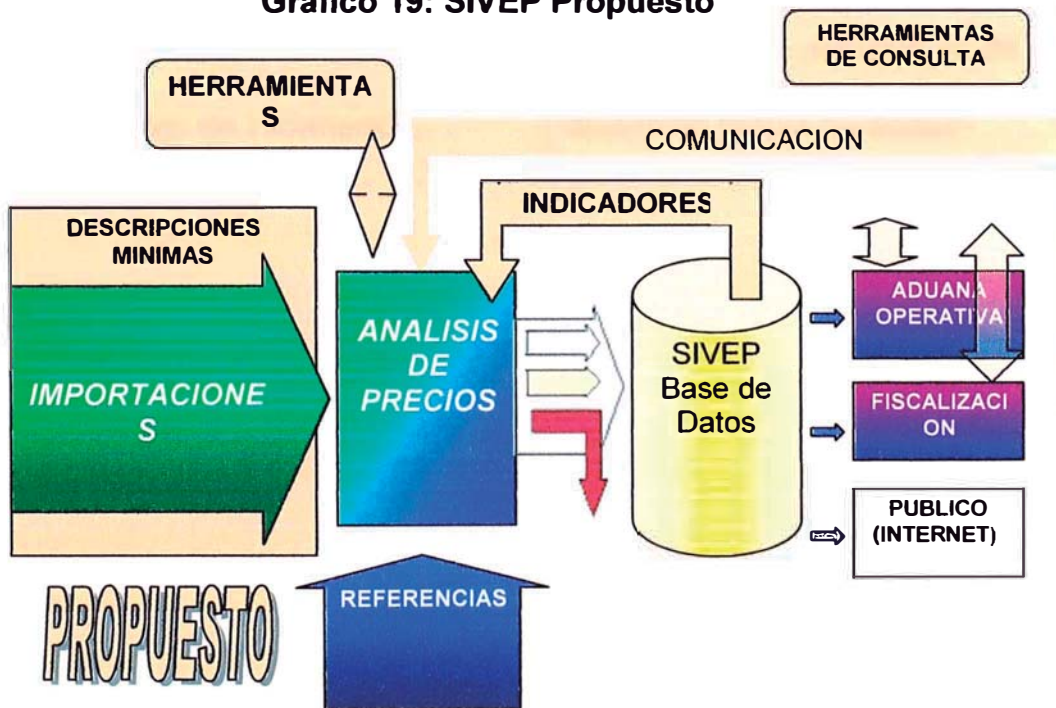 Gráfico 19: SIVEP Propuesto
HERRAMIENTAS
DE CONSULTA
HERRAMIENTA
S
COMUNICACION
INDICADORES
DESCRIPCIONES
MINIMAS
IMPORTACIONE
S
ANALISIS
DE
PRECIOS
SIVEP
Base de
Datos
ADUANA
OPERATIVA
FISCALIZACI
ON
PUBLICO
(INTERNET)
REFERENCIAS
PROPUESTO